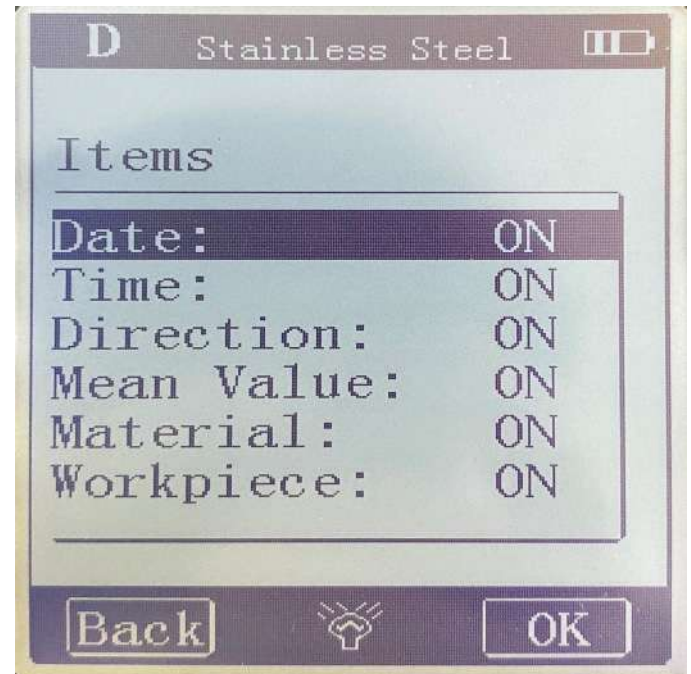 D Stainless Steel
Items
Date: ON
Time: ON
Direction: ON
Mean Value: ON
Material: ON
Workpiece: ON
Back OK